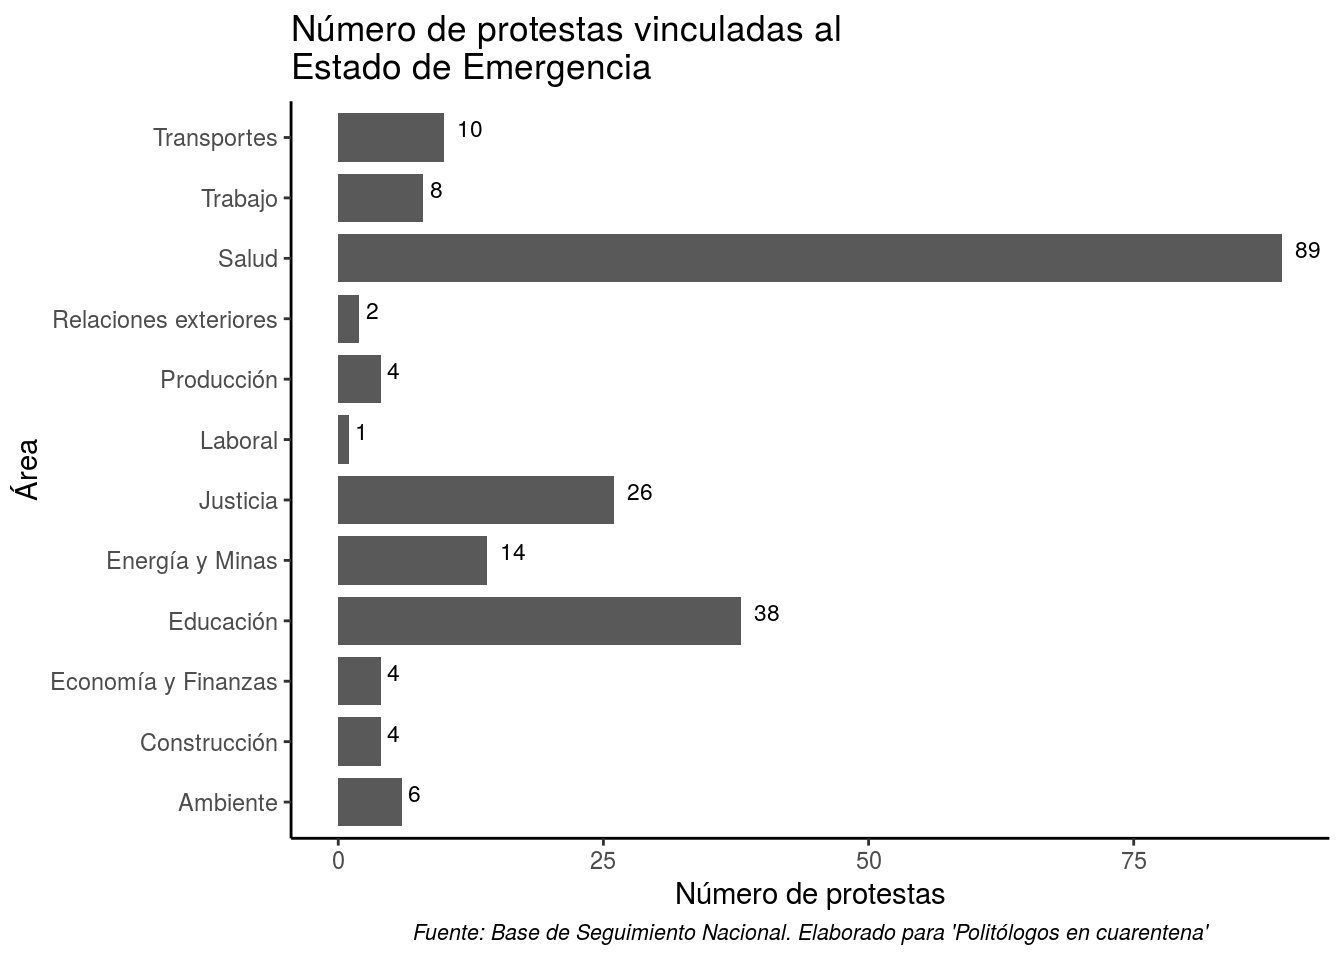 Número de protestas vinculadas al
Estado de Emergencia
Transportes 10
Trabajo 8
Salud 89
Relaciones exteriores 2
Producción 4
Laboral 1
Justicia 26
Energía y Minas 14
Educación 38
Economía y Finanzas 4
Construcción 4
Ambiente 6
Área
0 25 50 75
Número de protestas
Fuente: Base de Seguimiento Nacional. Elaborado para 'Politólogos en cuarentena'